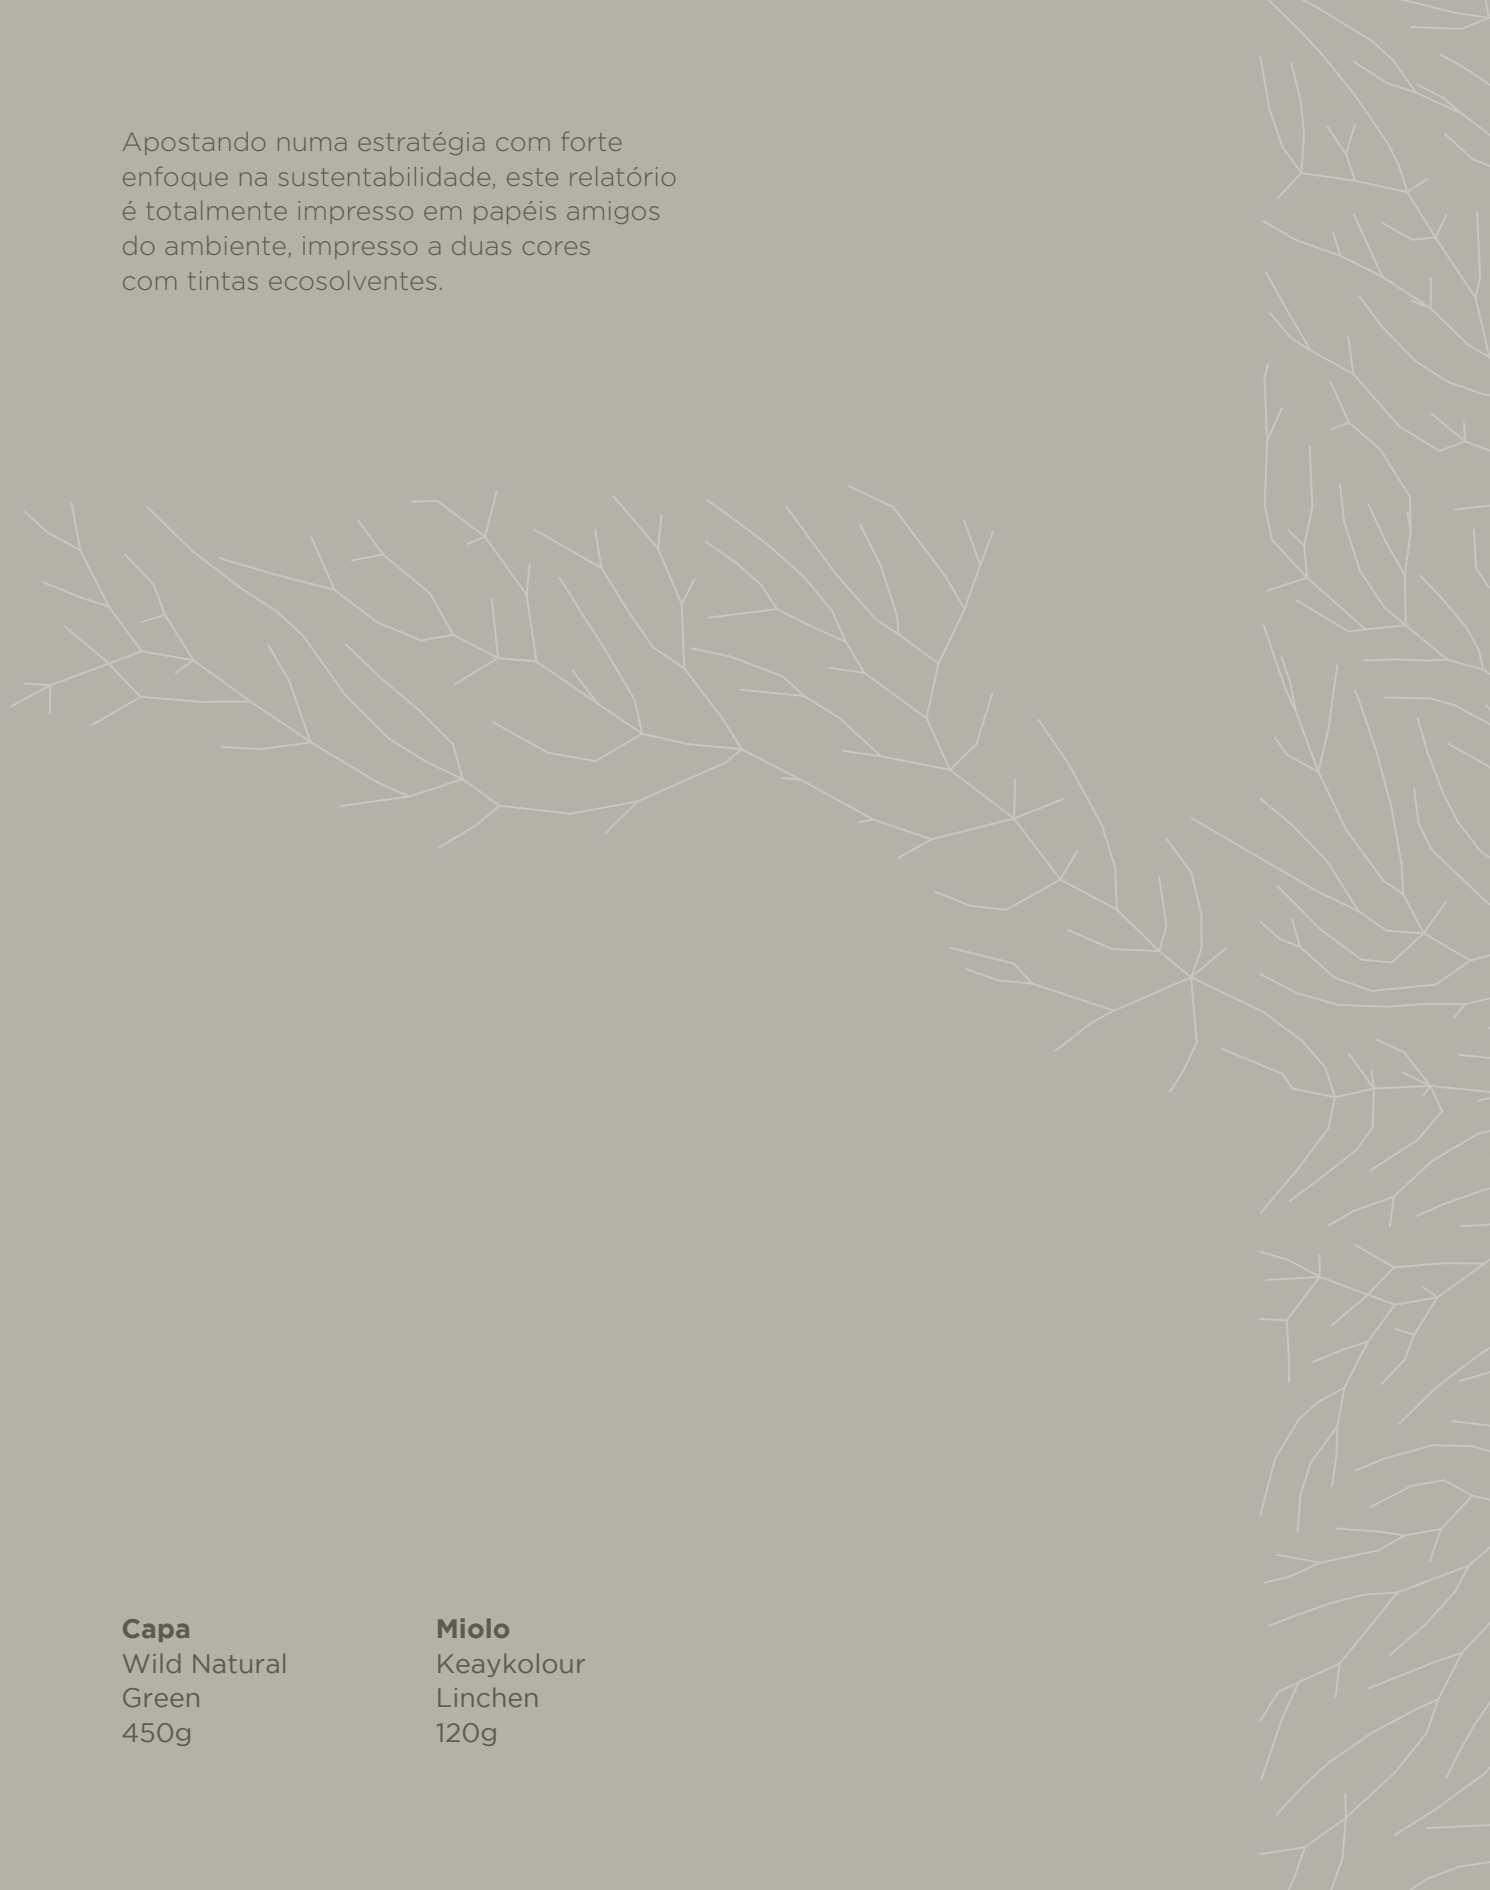 Apostando numa estratégia com forte
enfoque na sustentabilidade, este relatório
é totalmente impresso em papéis amigos
do ambiente, impresso a duas cores
com tintas ecosolventes.
Capa
Wild Natural
Green
450g
Miolo
Keaykolour
Linchen
120g